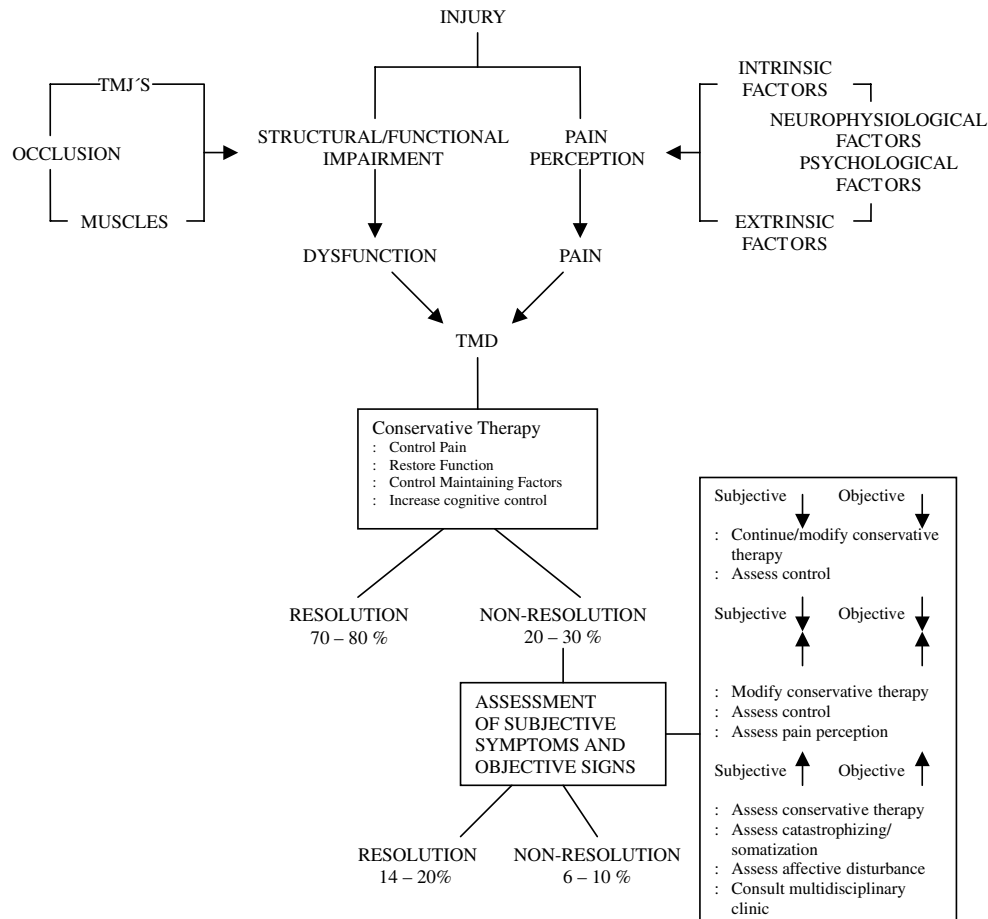 INJURY
TMJ´S
OCCLUSION
MUSCLES
STRUCTURAL/FUNCTIONAL
IMPAIRMENT
PAIN
PERCEPTION
INTRINSIC
FACTORS
NEUROPHYSIOLOGICAL
FACTORS
PSYCHOLOGICAL
FACTORS
EXTRINSIC
FACTORS
DYSFUNCTION
PAIN
TMD
Conservative Therapy
: Control Pain
: Restore Function
: Control Maintaining Factors
: Increase cognitive control
RESOLUTION
70 – 80 %
NON-RESOLUTION
20 – 30 %
ASSESSMENT
OF SUBJECTIVE
SYMPTOMS AND
OBJECTIVE SIGNS
RESOLUTION
14 – 20%
NON-RESOLUTION
6 – 10 %
Subjective Objective
: Continue/modify conservative
therapy
: Assess control
Subjective Objective
: Modify conservative therapy
: Assess control
: Assess pain perception
Subjective Objective
: Assess conservative therapy
: Assess catastrophizing/
somatization
: Assess affective disturbance
: Consult multidisciplinary
clinic